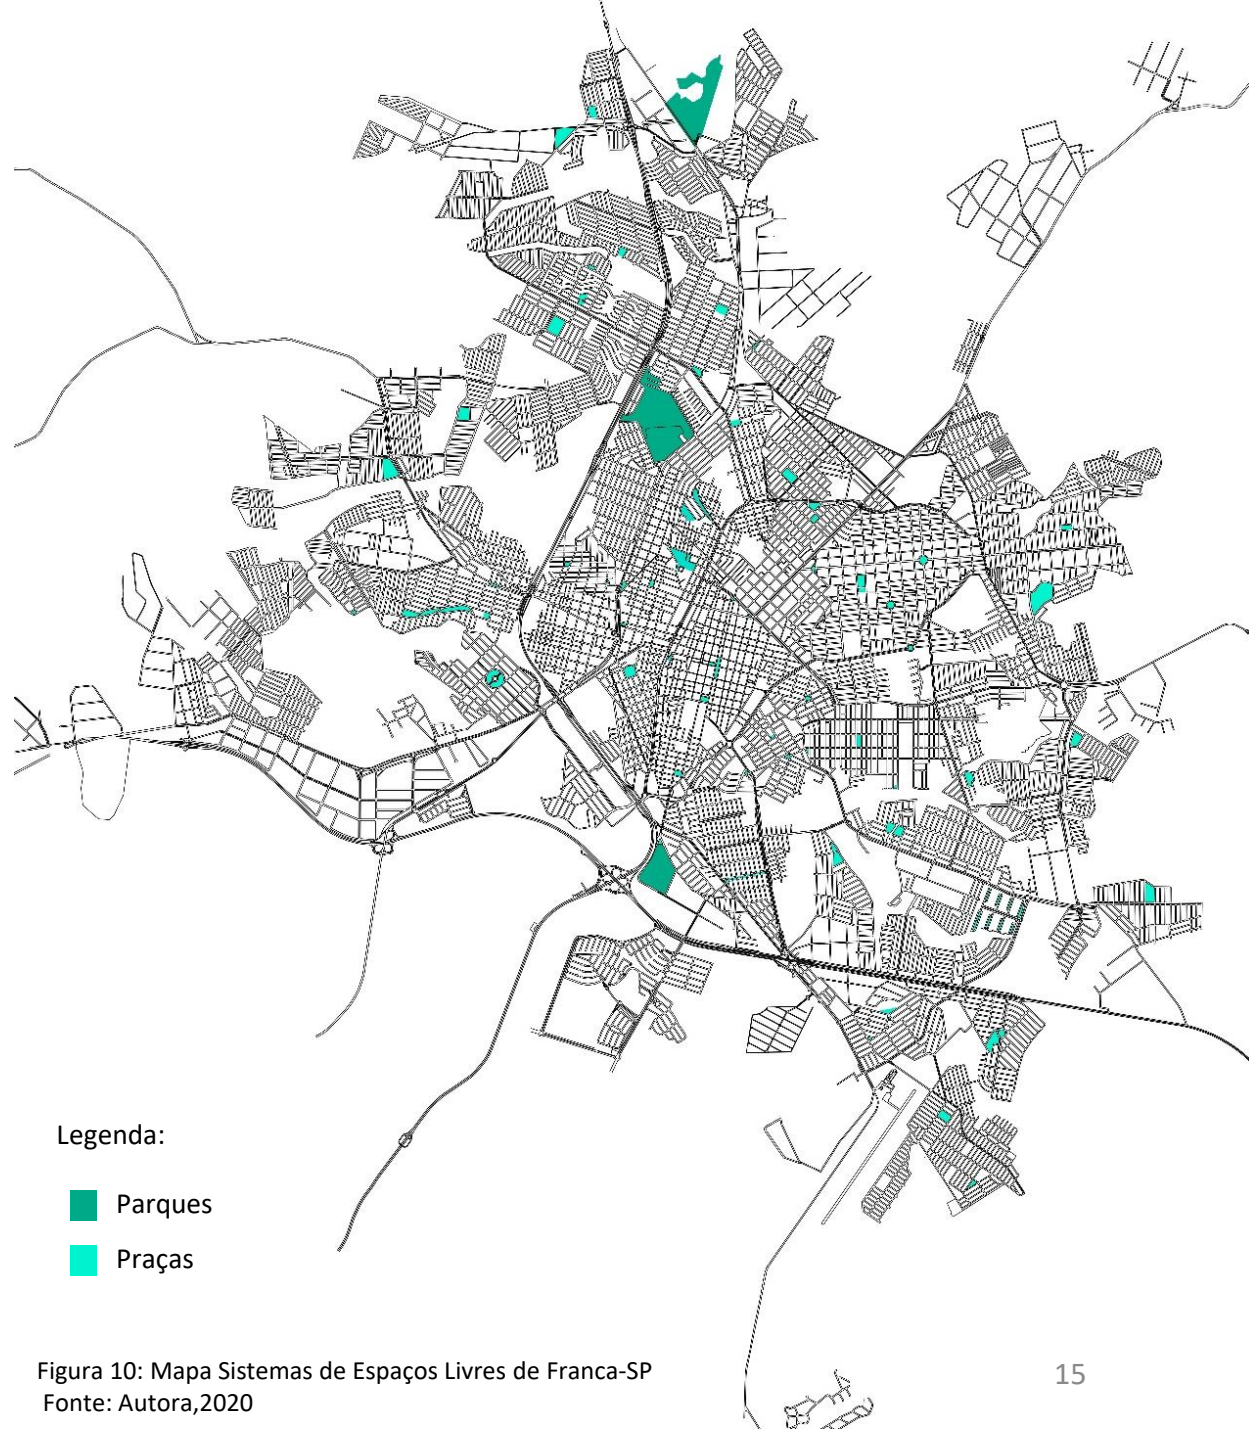 Legenda:
Parques
Praças
Figura 10: Mapa Sistemas de Espaços Livres de Franca-SP
Fonte: Autora,2020
15